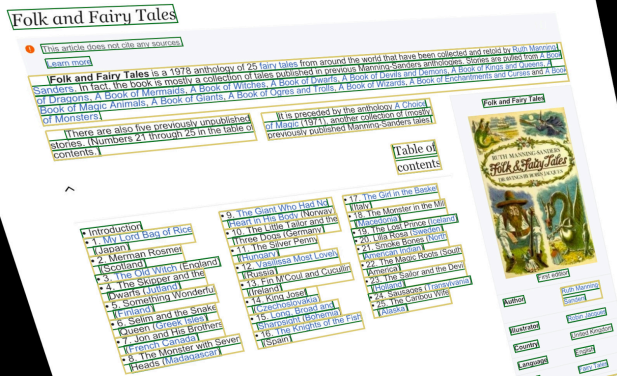 Folk and Fairy Tales
This article does not cite any sources.
Learn more
Folk and Fairy Tales is a 1978 anthology of 25 fairy tales from around the world that have been collected and retold by Ruth Manning-
Sanders. In fact, the book is mostly a collection of tales published in previous Manning-Sanders anthologies. Stories are pulled from A Book
of Dragons, A Book of Mermaids, A Book of Witches, A Book of Dwarfs, A Book of Devils and Demons, A Book of Kings and Queens, A
Book of Magic Animals, A Book of Giants, A Book of Ogres and Trolls, A Book of Wizards, A Book of Enchantments and Curses and A Book
of Monsters.
There are also five previously unpublished
stories. (Numbers 21 through 25 in the table of
contents.)
It is preceded by the anthology A Choice
of Magic (1971), another collection of (mostly)
previously published Manning-Sanders tales.
Table of
contents
• Introduction
• 1. My Lord Bag of Rice
(Japan)
• 2. Merman Rosmer
(Scotland)
• 3. The Old Witch (England)
• 4. The Skipper and the
Dwarfs (Jutland)
• 5. Something Wonderful
(Finland)
• 6. Selim and the Snake
Queen (Greek Isles)
• 7. Jon and His Brothers
(French Canada)
• 8. The Monster with Seven
Heads (Madagascar)
• 9. The Giant Who Had No
Heart in His Body (Norway)
• 10. The Little Tailor and the
Three Dogs (Germany)
• 11. The Silver Penny
(Hungary)
• 12. Vasilissa Most Lovely
(Russia)
• 13. Fin M'Coul and Cucullin
(Ireland)
• 14. King Josef
(Czechoslovakia)
• 15. Long, Broad and
Sharpsight (Bohemia)
• 16. The Knights of the Fish
(Spain)
• 17. The Girl in the Basket
(Italy)
• 18. The Monster in the Mill
(Macedonia)
• 19. The Lost Prince (Iceland)
• 20. Lilla Rosa (Sweden)
• 21. Smoke Bones (North
American Indian)
• 22. The Magic Roots (South
America)
• 23. The Sailor and the Devil
(Holland)
• 24. Sausages (Transylvania)
• 25. The Caribou Wife
(Alaska)
Folk and Fairy Tales
RUTH MANNING-SANDERS
Folk & Fairy Tales
DRAWINGS BY ROBIN JACQUES
First edition
Author
Ruth Manning-
Sanders
Illustrator
Robin Jacques
Country
United Kingdom
Language
English
Fairy Tales